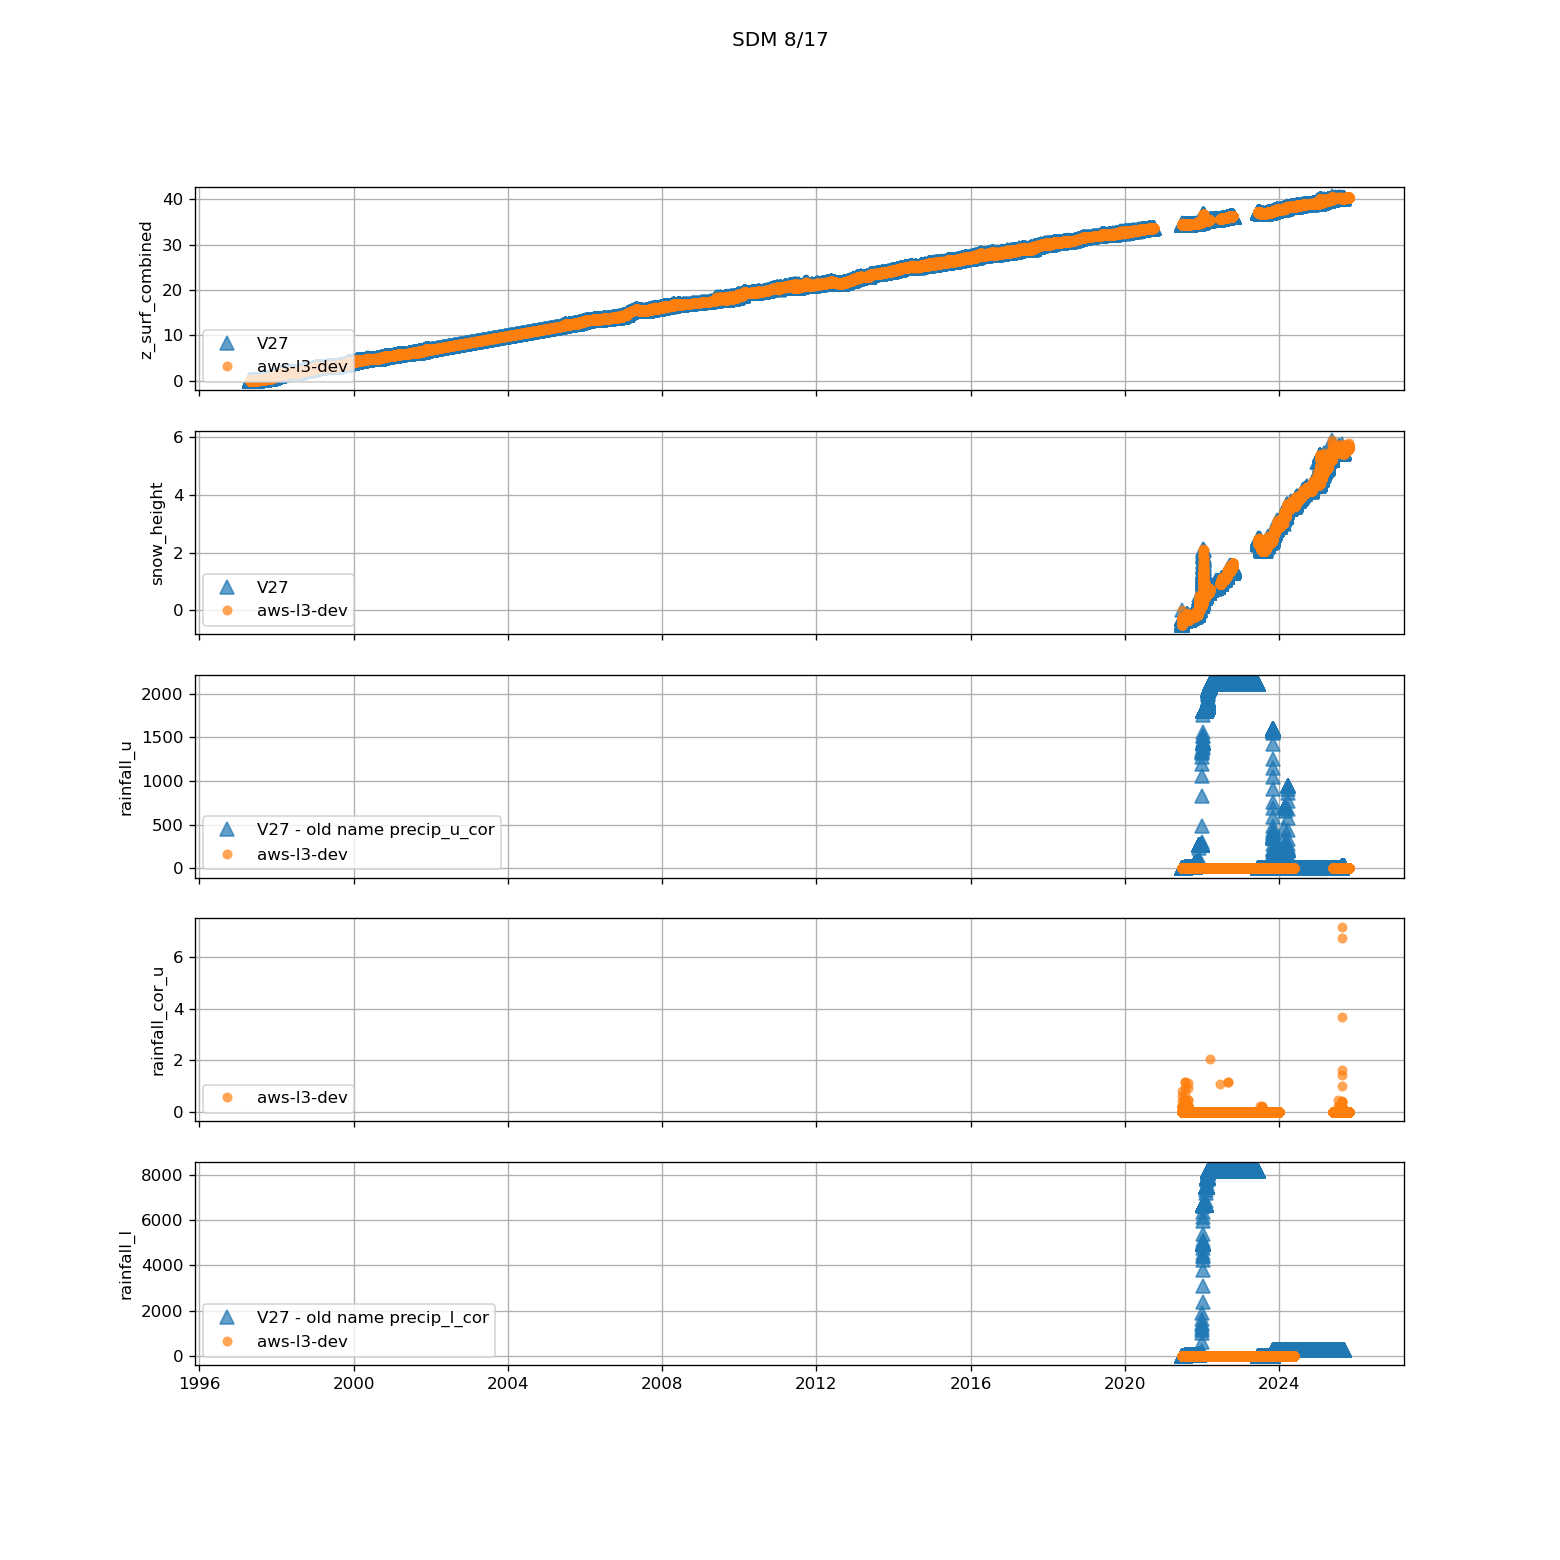 SDM 8/17
40
30
20
10
0
z_surf_combined
V27
aws-l3-dev
6
4
2
0
snow_height
V27
aws-l3-dev
2000
1500
1000
500
0
rainfall_u
V27 - old name precip_u_cor
aws-l3-dev
6
4
2
0
rainfall_cor_u
aws-l3-dev
8000
6000
4000
2000
0
rainfall_l
V27 - old name precip_l_cor
aws-l3-dev
1996 2000 2004 2008 2012 2016 2020 2024